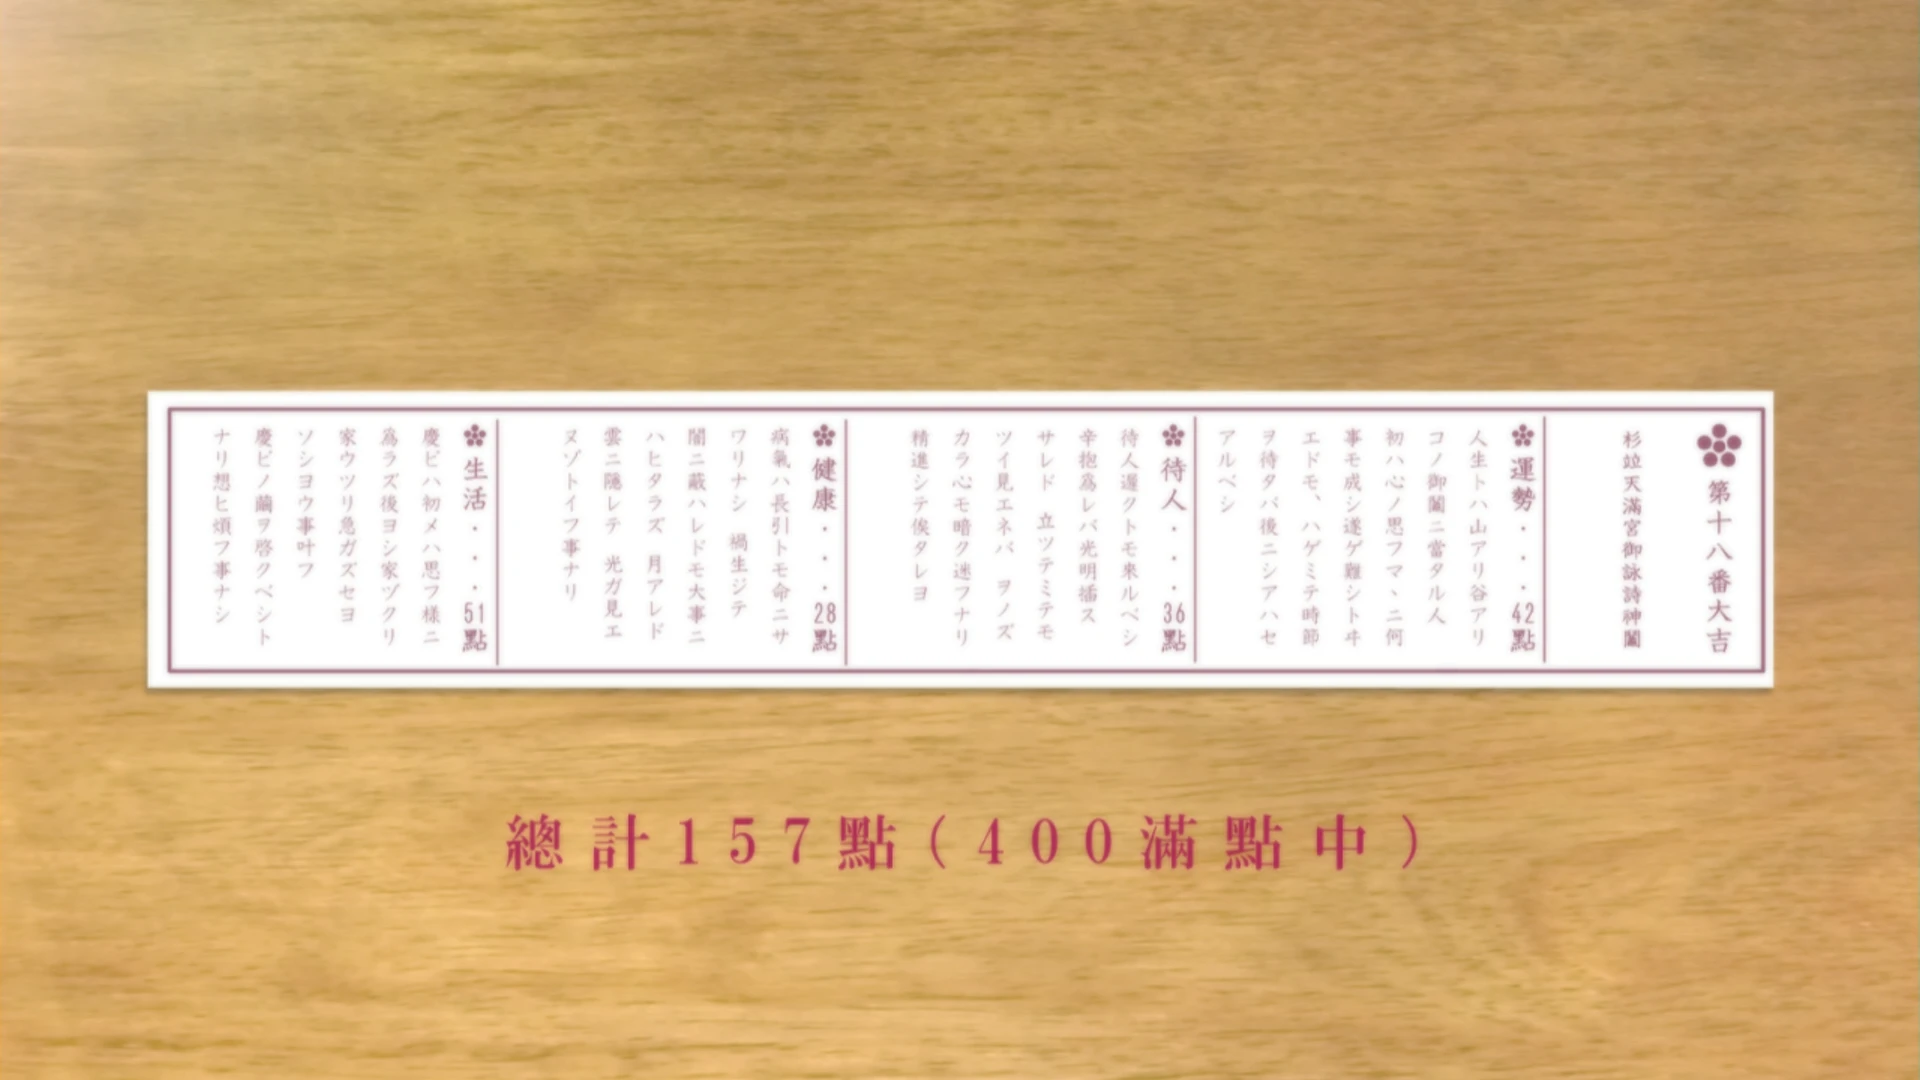 第十八番大吉
杉竝天滿宮御詠詩神鬮
運勢・・・42點
人生トハ山アリ谷アリ
コノ御鬮ニ當タル人
初ハ心ノ思フマヽニ何
事モ成シ遂ゲ難シトヰ
エドモ、ハゲミテ時節
ヲ待タバ後ニシアハセ
アルベシ
待人・・・36點
待人遲クトモ來ルベシ
辛抱爲レバ光明插ス
サレド 立ツテミテモ
ツイ見エネバ ヲノズ
カラ心モ暗ク迷フナリ
精進シテ俟タレヨ
健康・・・28點
病氣ハ長引トモ命ニサ
ワリナシ 禍生ジテ
闇ニ蔽ハレドモ大事ニ
ハヒタラズ 月アレド
雲ニ隱レテ 光ガ見エ
ヌゾトイフ事ナリ
生活・・・51點
慶ビハ初メハ思フ樣ニ
爲ラズ後ヨシ家ヅクリ
家ウツリ急ガズセヨ
ソシヨウ事叶フ
慶ビノ繭ヲ啓クベシト
ナリ想ヒ煩フ事ナシ
總計157點(400滿點中)